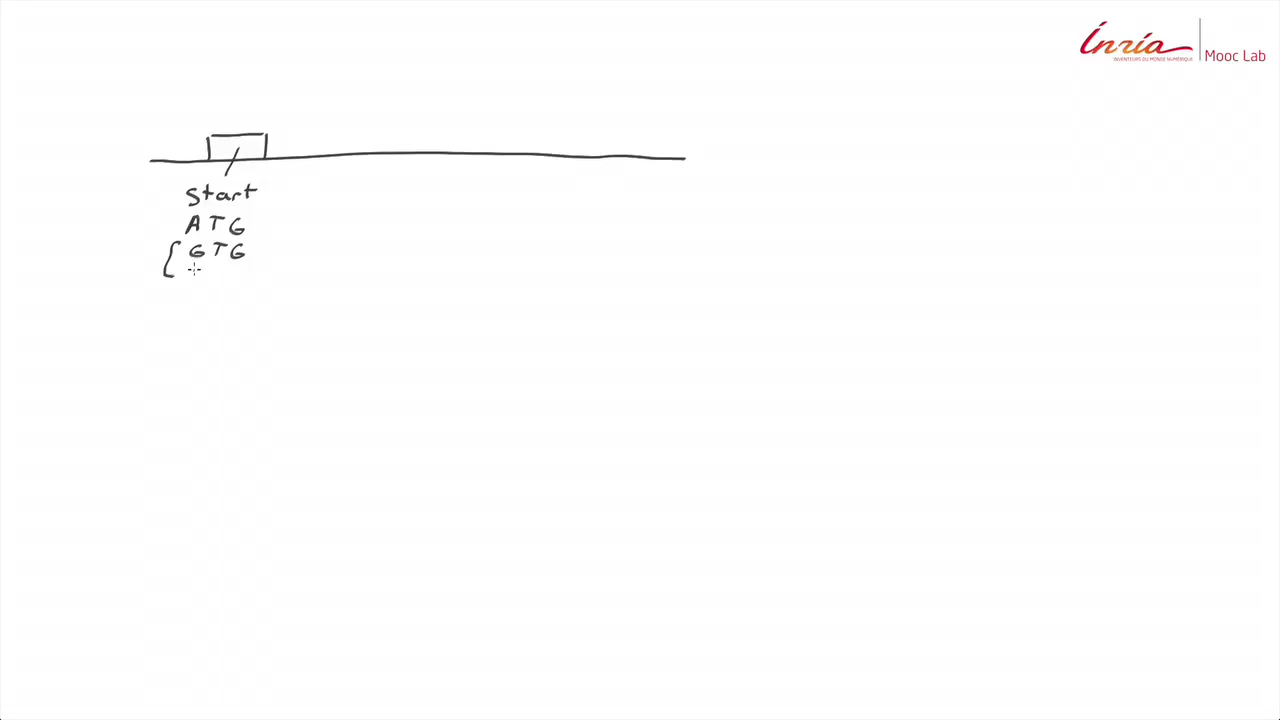 Inria
INVENTEURS DU MONDE NUMÉRIQUE
Mooc Lab
Start
ATG
GTG